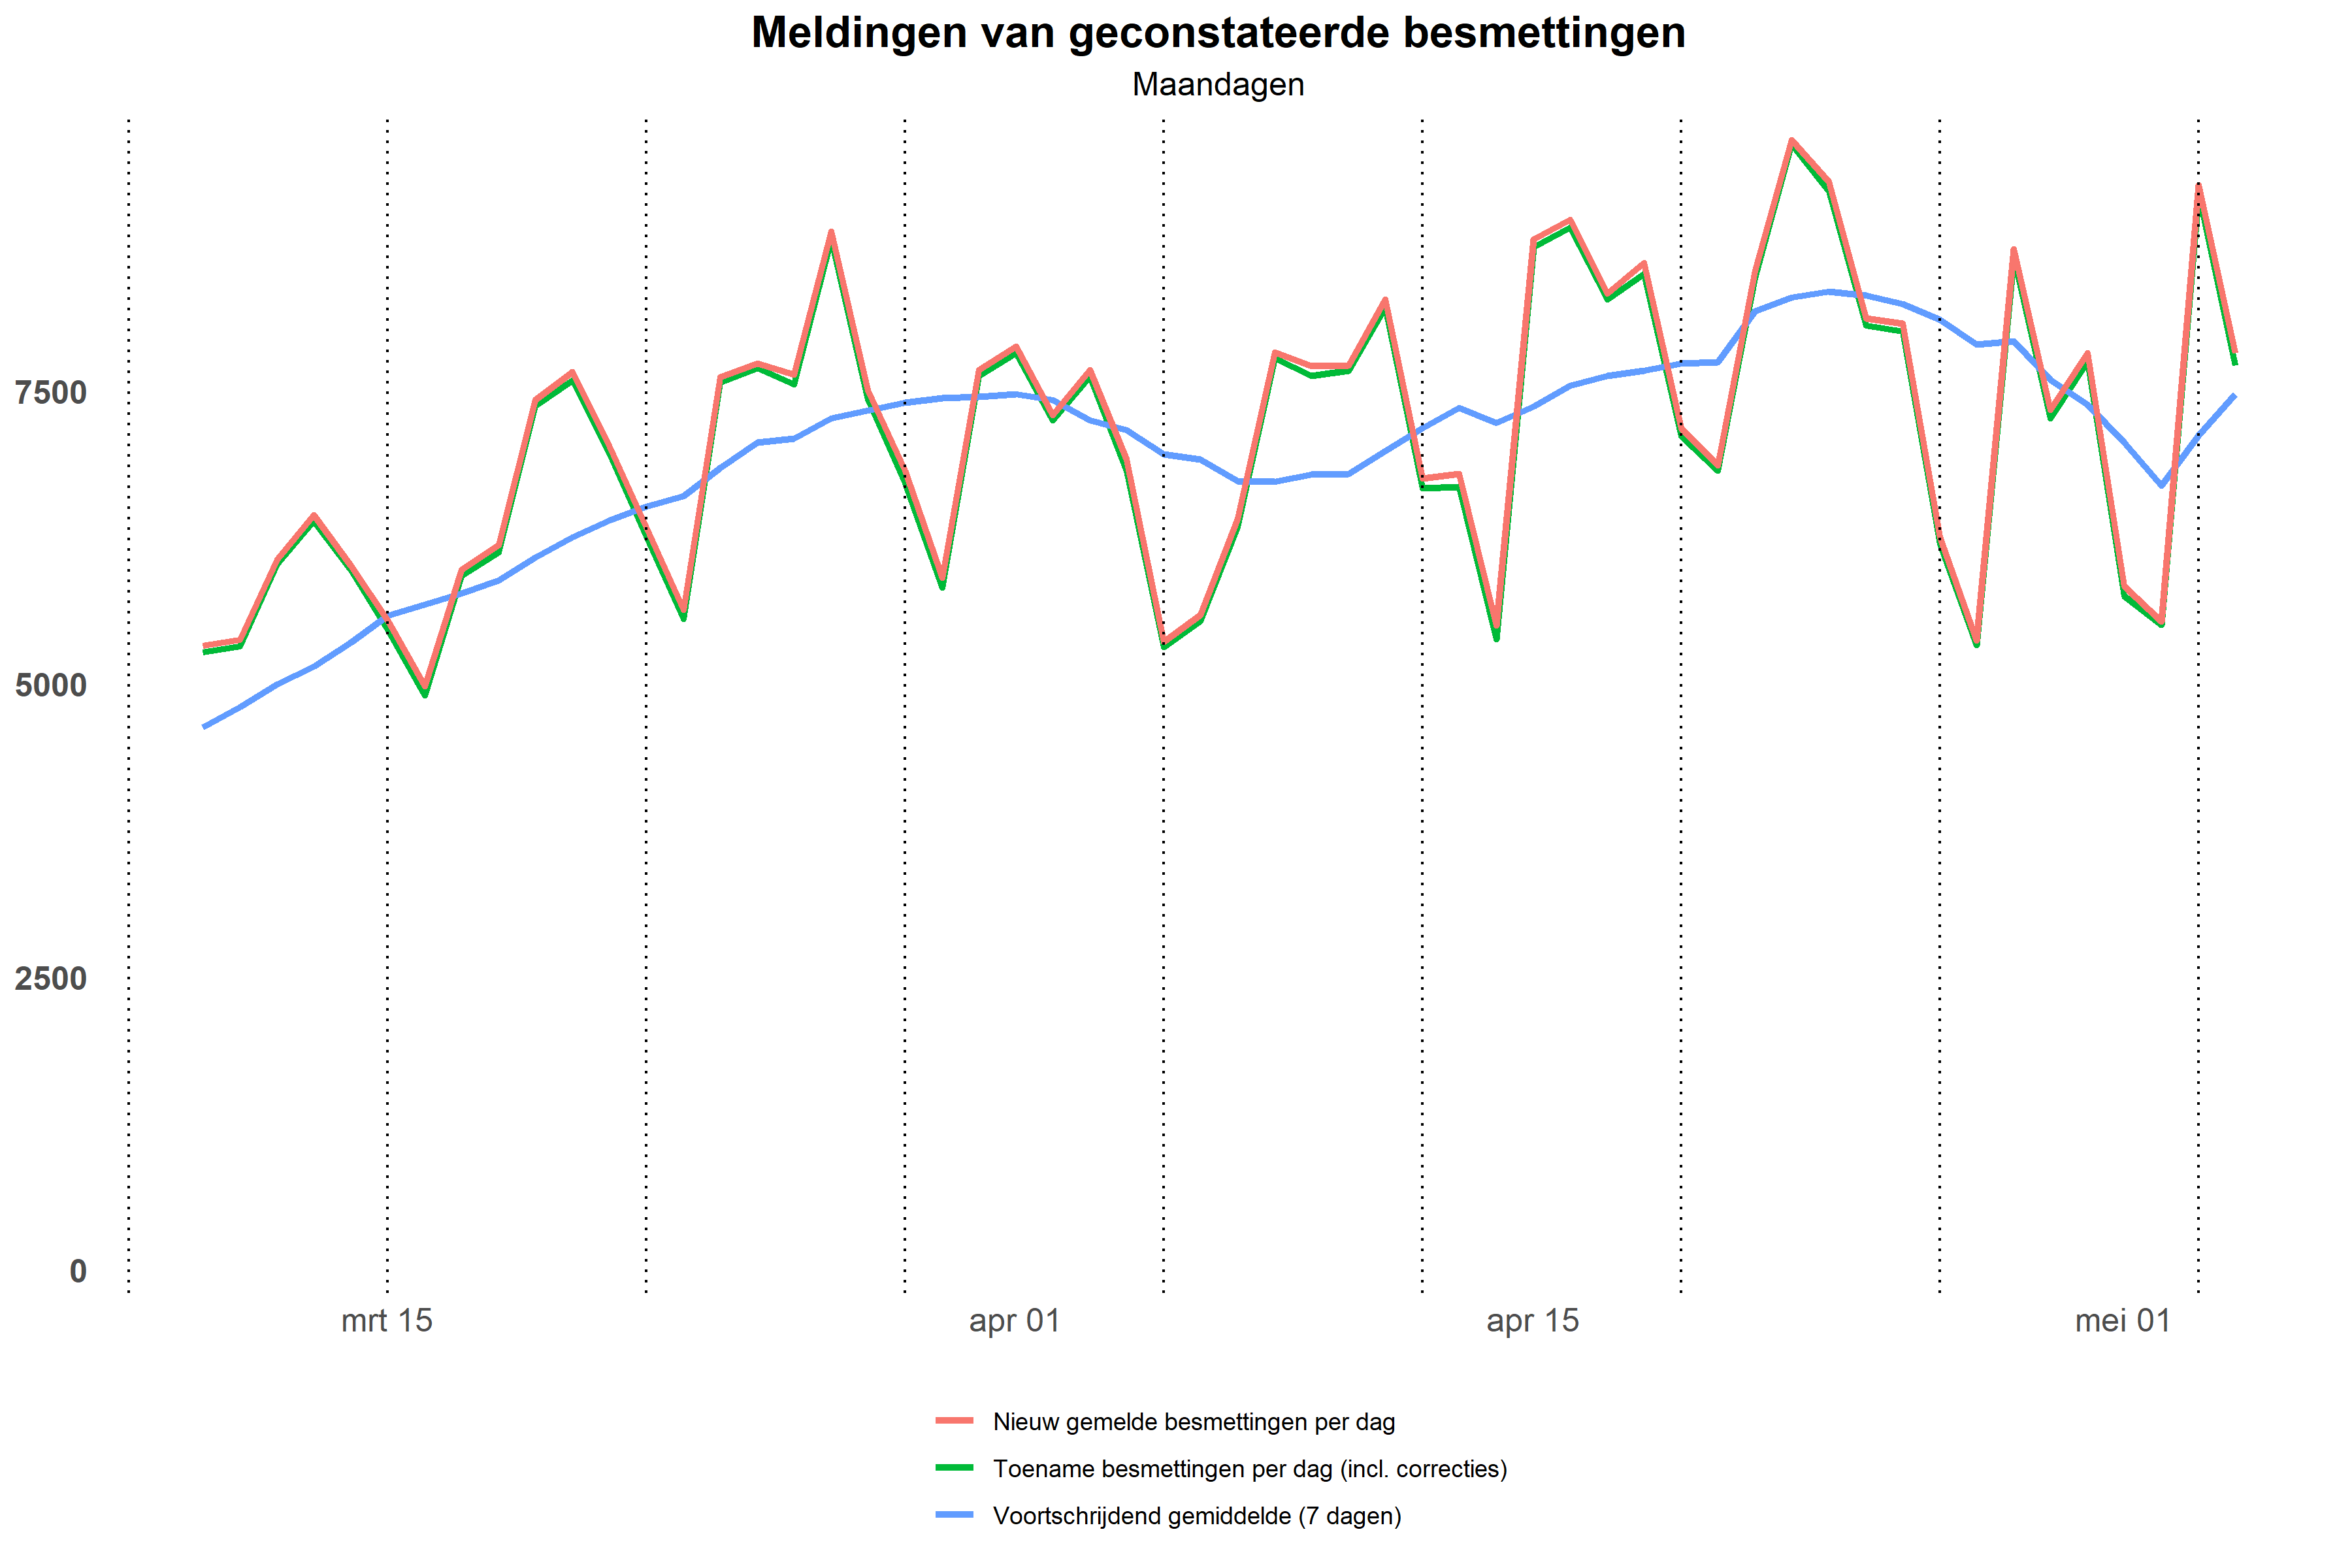 Meldingen van geconstateerde besmettingen
Maandagen
7500
5000
2500
0
mrt 15
apr 01
apr 15
mei 01
Nieuw gemelde besmettingen per dag
Toename besmettingen per dag (incl. correcties)
Voortschrijdend gemiddelde (7 dagen)